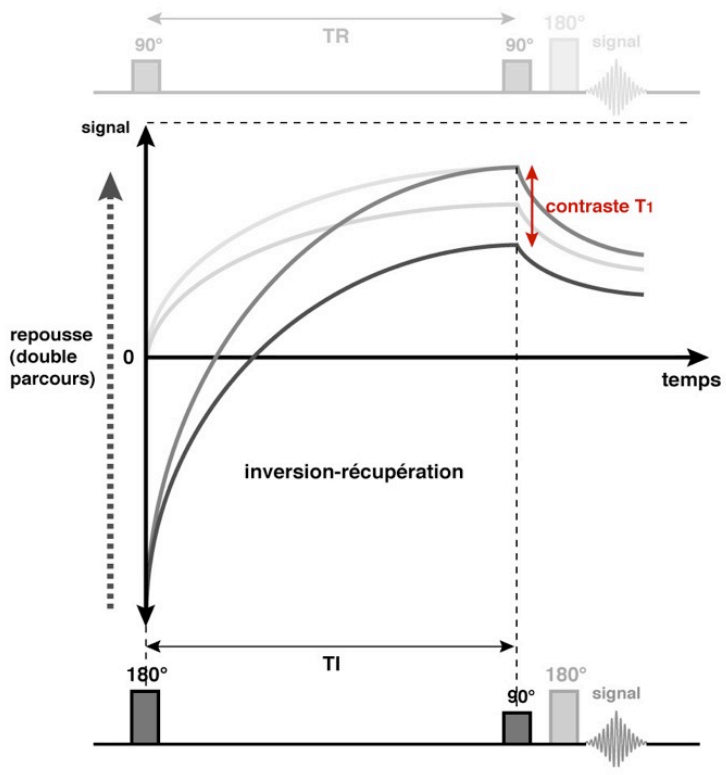 TR
90°
90°
180°
signal
signal
contraste T1
repousse
(double
parcours)
0
temps
inversion-récupération
TI
180°
90°
180°
signal